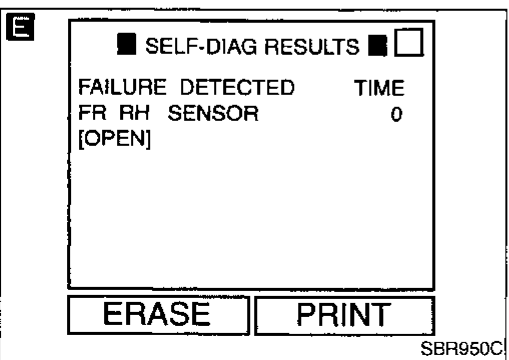 E
■ SELF-DIAG RESULTS ■ □
FAILURE DETECTED TIME
FR RH SENSOR 0
[OPEN]
ERASE PRINT
SBR950C